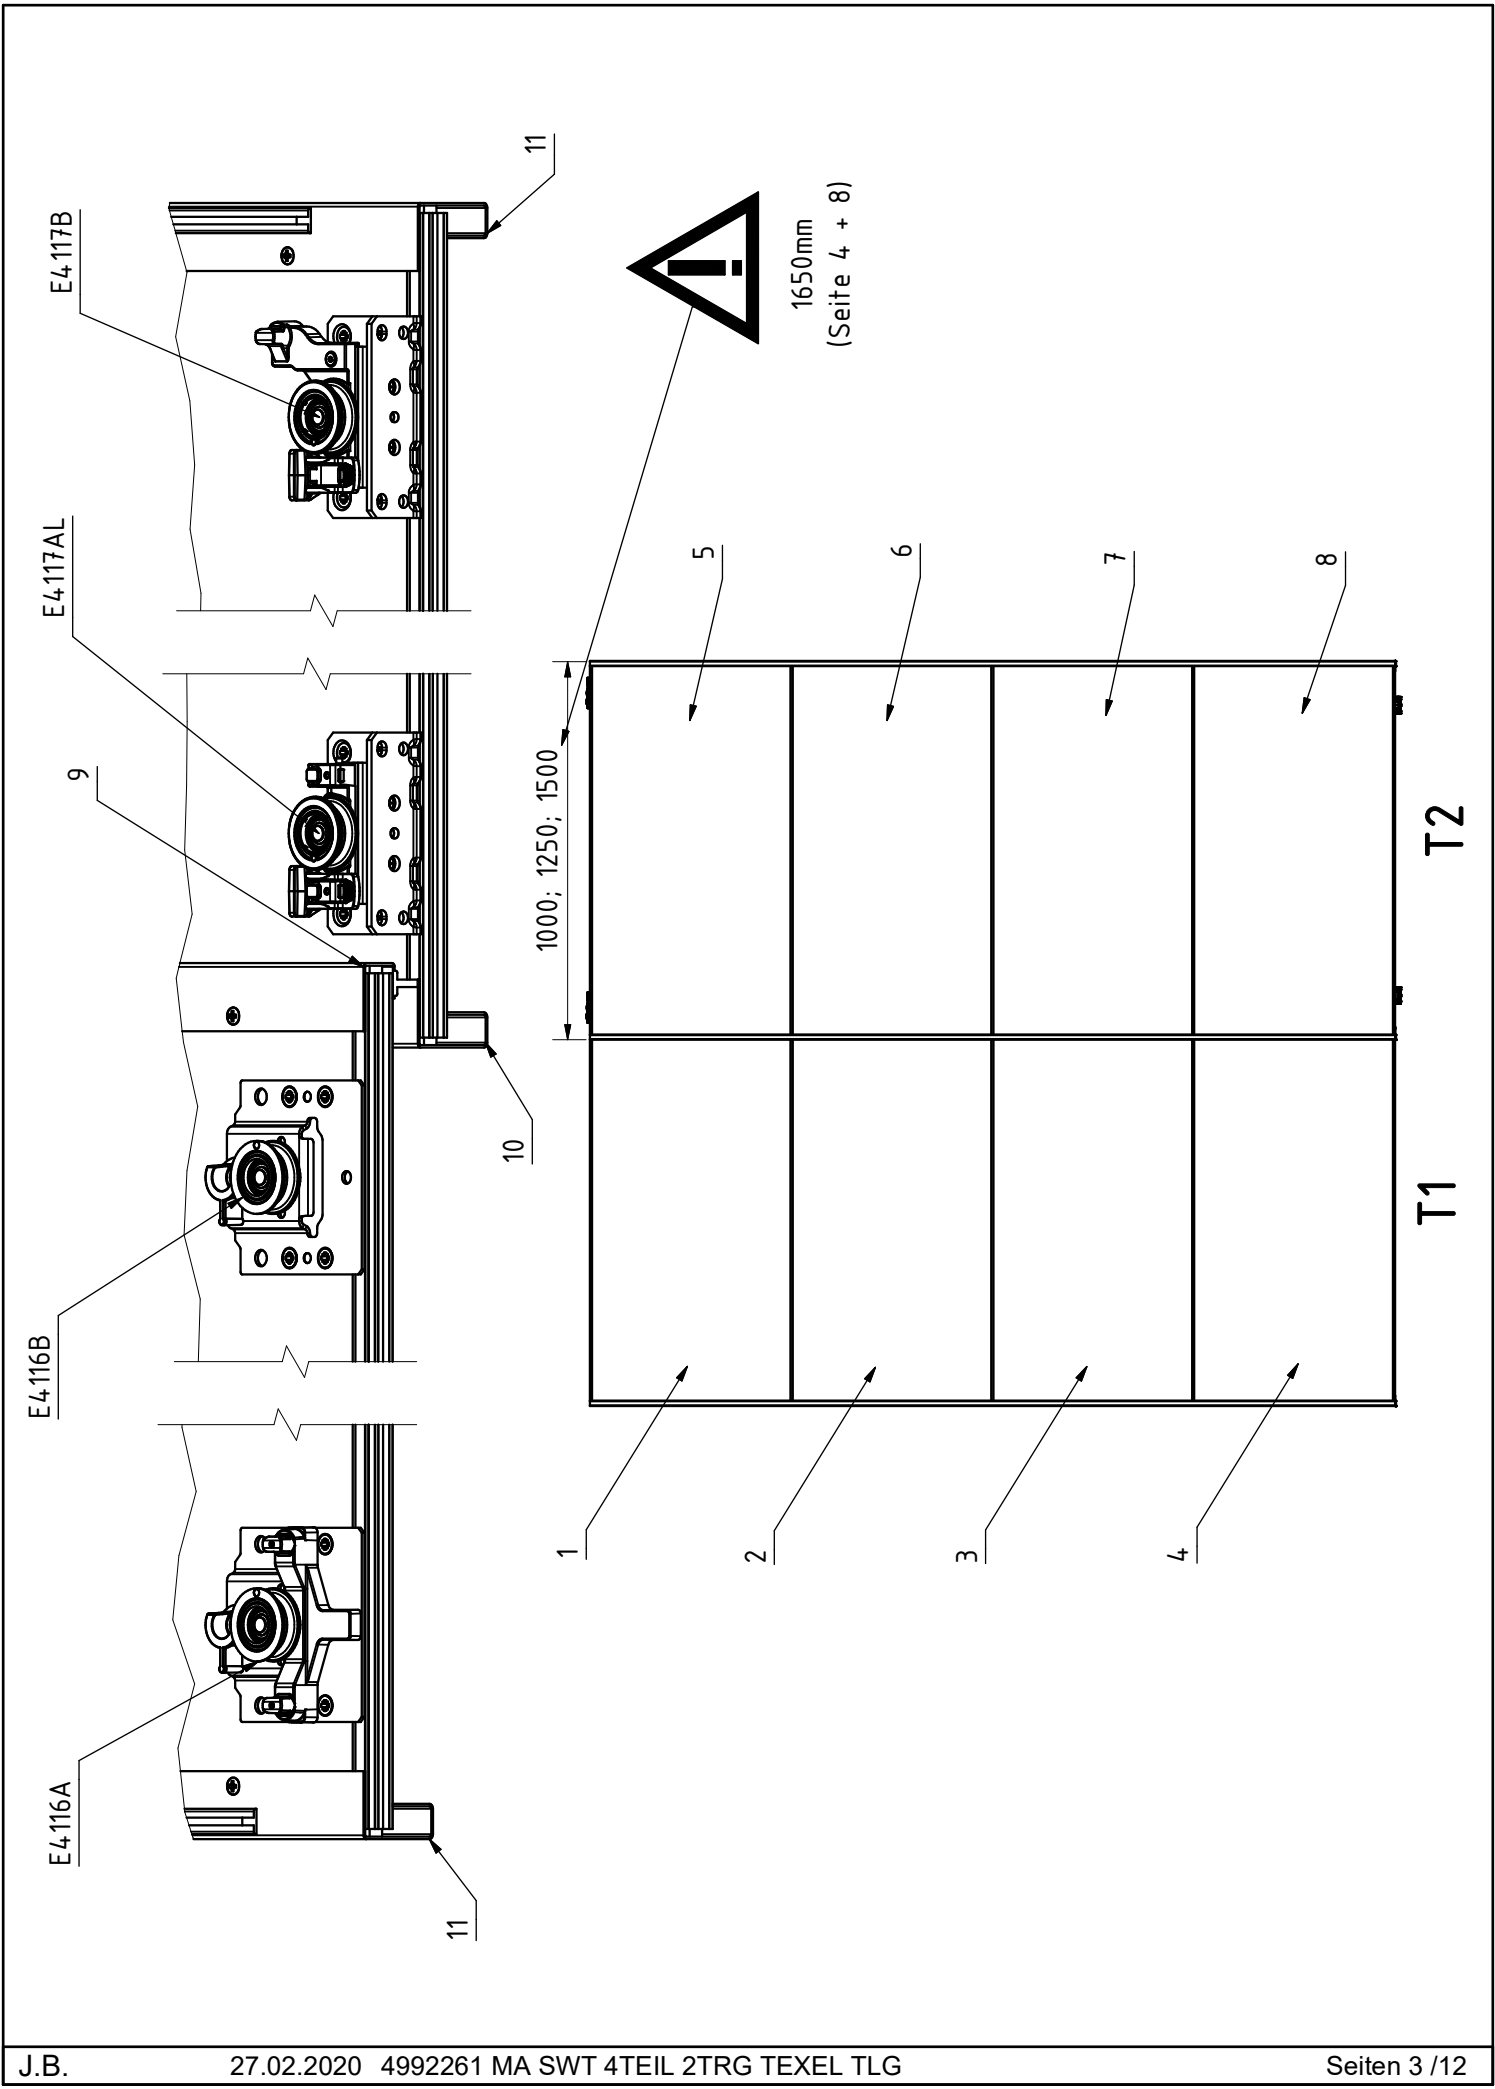 E4116A
E4116B
9
E4117AL
E4117B
11
10
11
1000; 1250; 1500
1650mm
(Seite 4 + 8)
1
5
2
6
3
7
4
8
T1
T2
J.B.
27.02.2020 4992261 MA SWT 4TEIL 2TRG TEXEL TLG
Seiten 3 /12